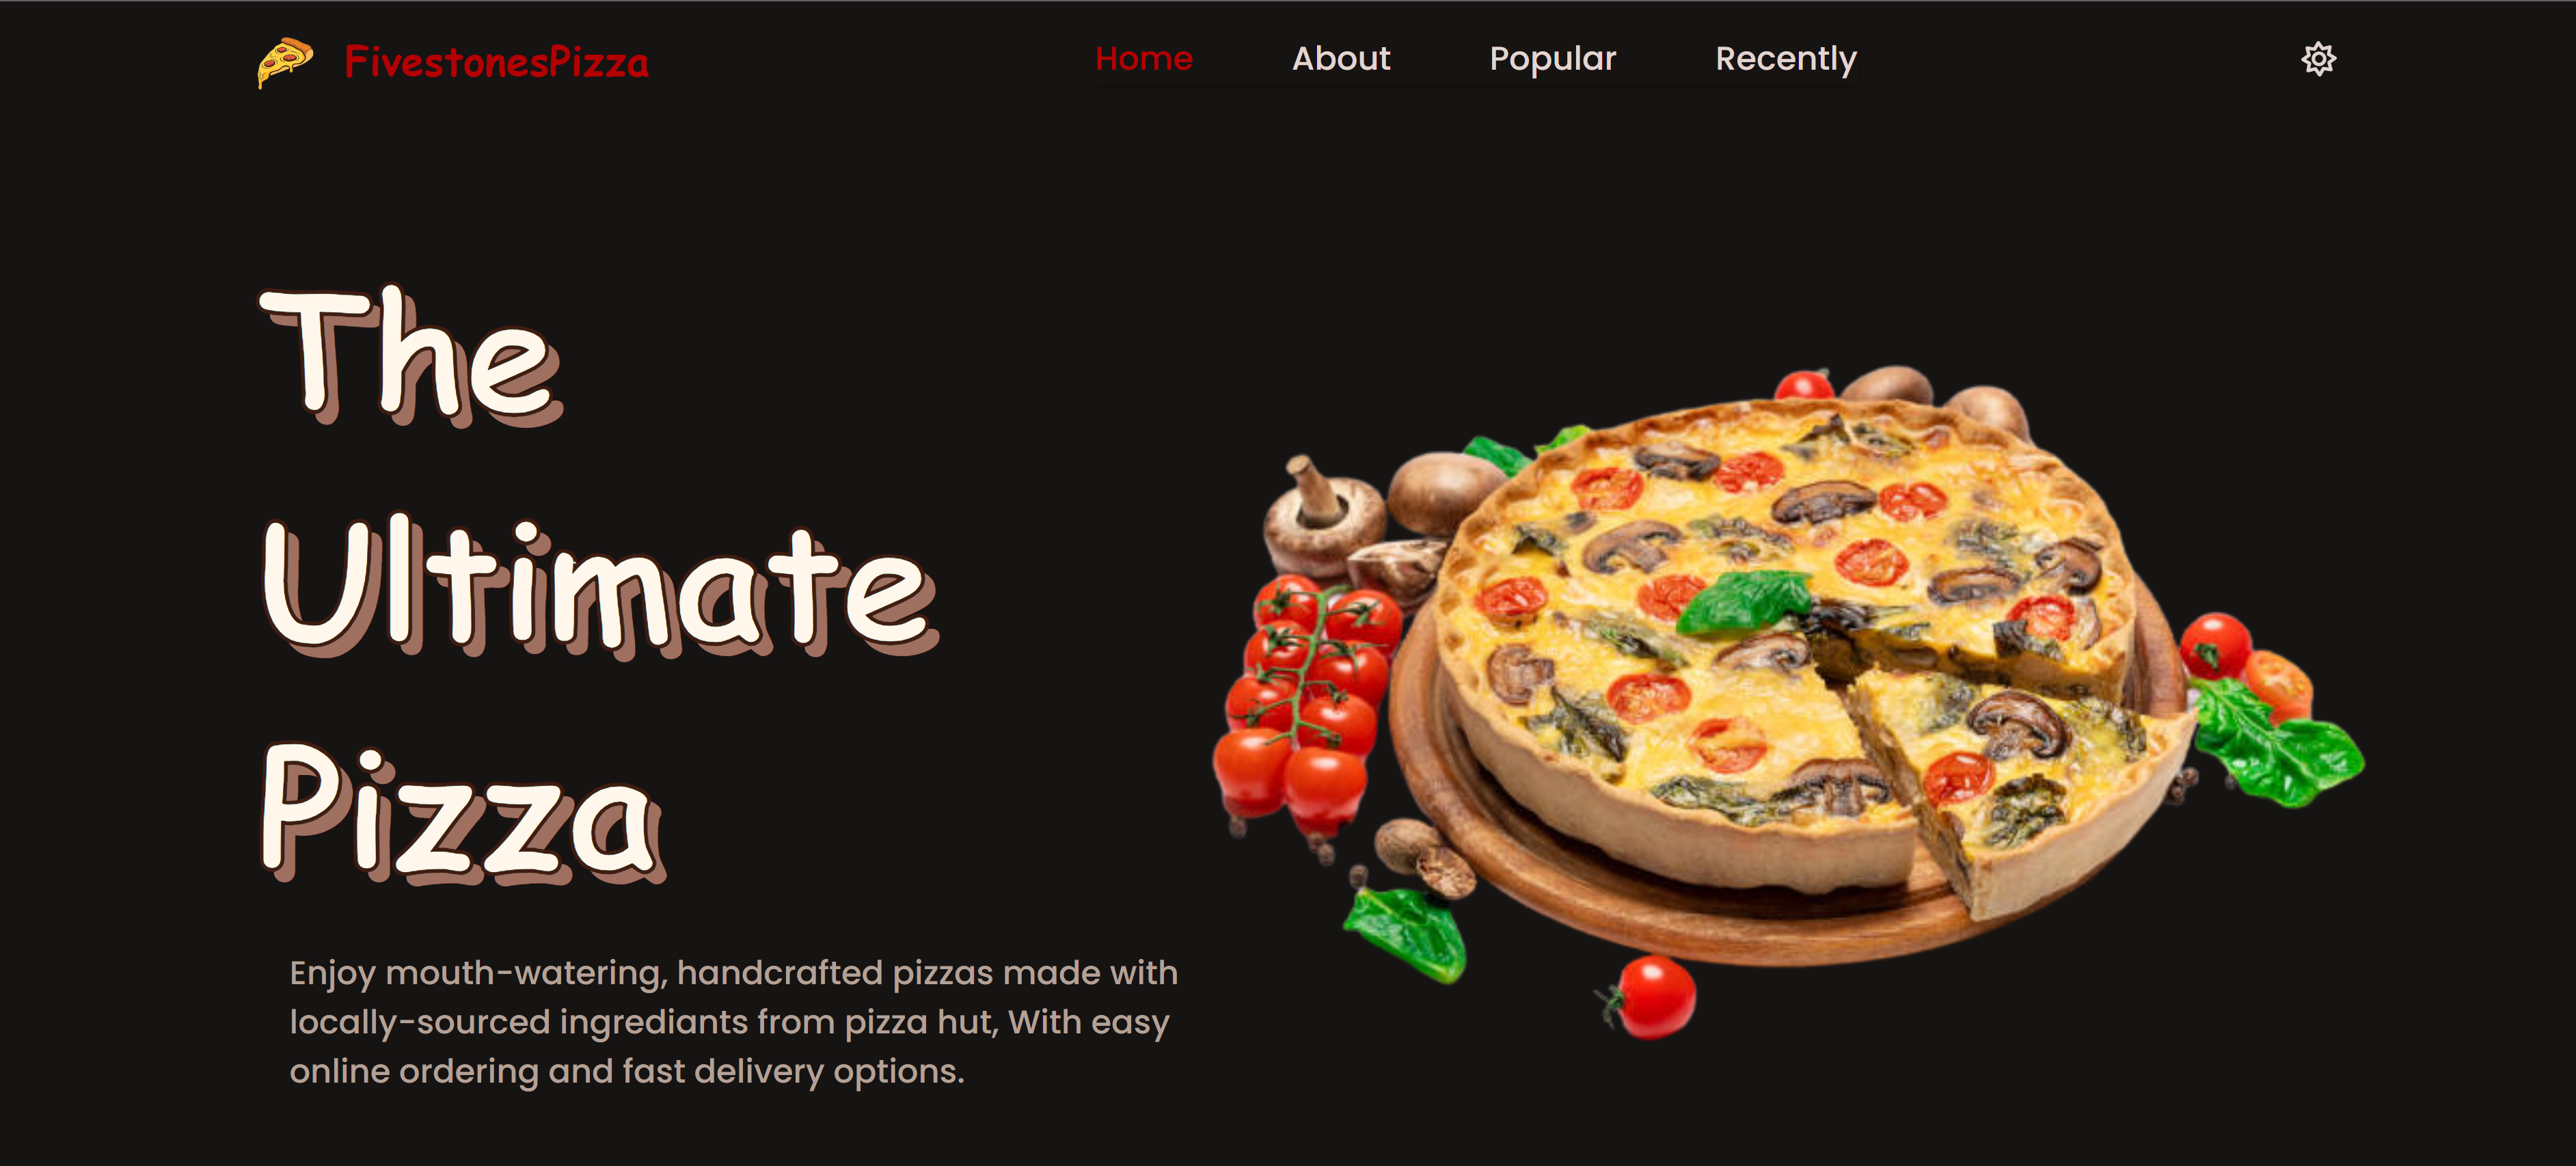 FivestonesPizza
Home About Popular Recently
The
Ultimate
Pizza
Enjoy mouth-watering, handcrafted pizzas made with
locally-sourced ingrediants from pizza hut, With easy
online ordering and fast delivery options.